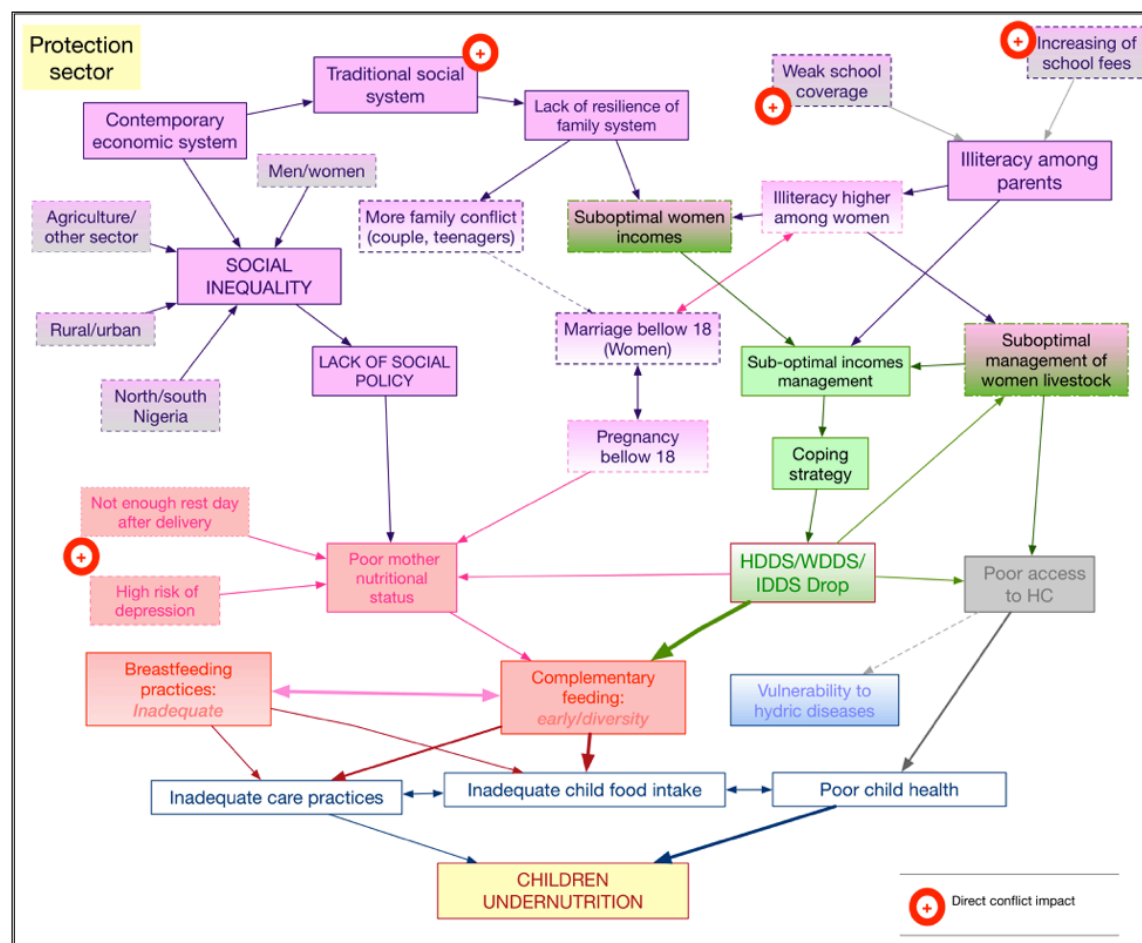 Protection
sector
Traditional social
system
Increasing of
school fees
Weak school
coverage
Contemporary
economic system
Lack of resilience of
family system
Illiteracy among
parents
Men/women
Agriculture/
other sector
More family conflict
(couple, teenagers)
Suboptimal women
incomes
Illiteracy higher
among women
SOCIAL
INEQUALITY
Rural/urban
Marriage bellow 18
(Women)
Sub-optimal incomes
management
Suboptimal
management of
women livestock
LACK OF SOCIAL
POLICY
North/south
Nigeria
Pregnancy
bellow 18
Coping
strategy
Not enough rest day
after delivery
Poor mother
nutritional
status
HDDS/WDDS/
IDDS Drop
Poor access
to HC
High risk of
depression
Breastfeeding
practices:
Inadequate
Complementary
feeding:
early/diversity
Vulnerability to
hydric diseases
Inadequate care practices
Inadequate child food intake
Poor child health
CHILDREN
UNDERNUTRITION
Direct conflict impact